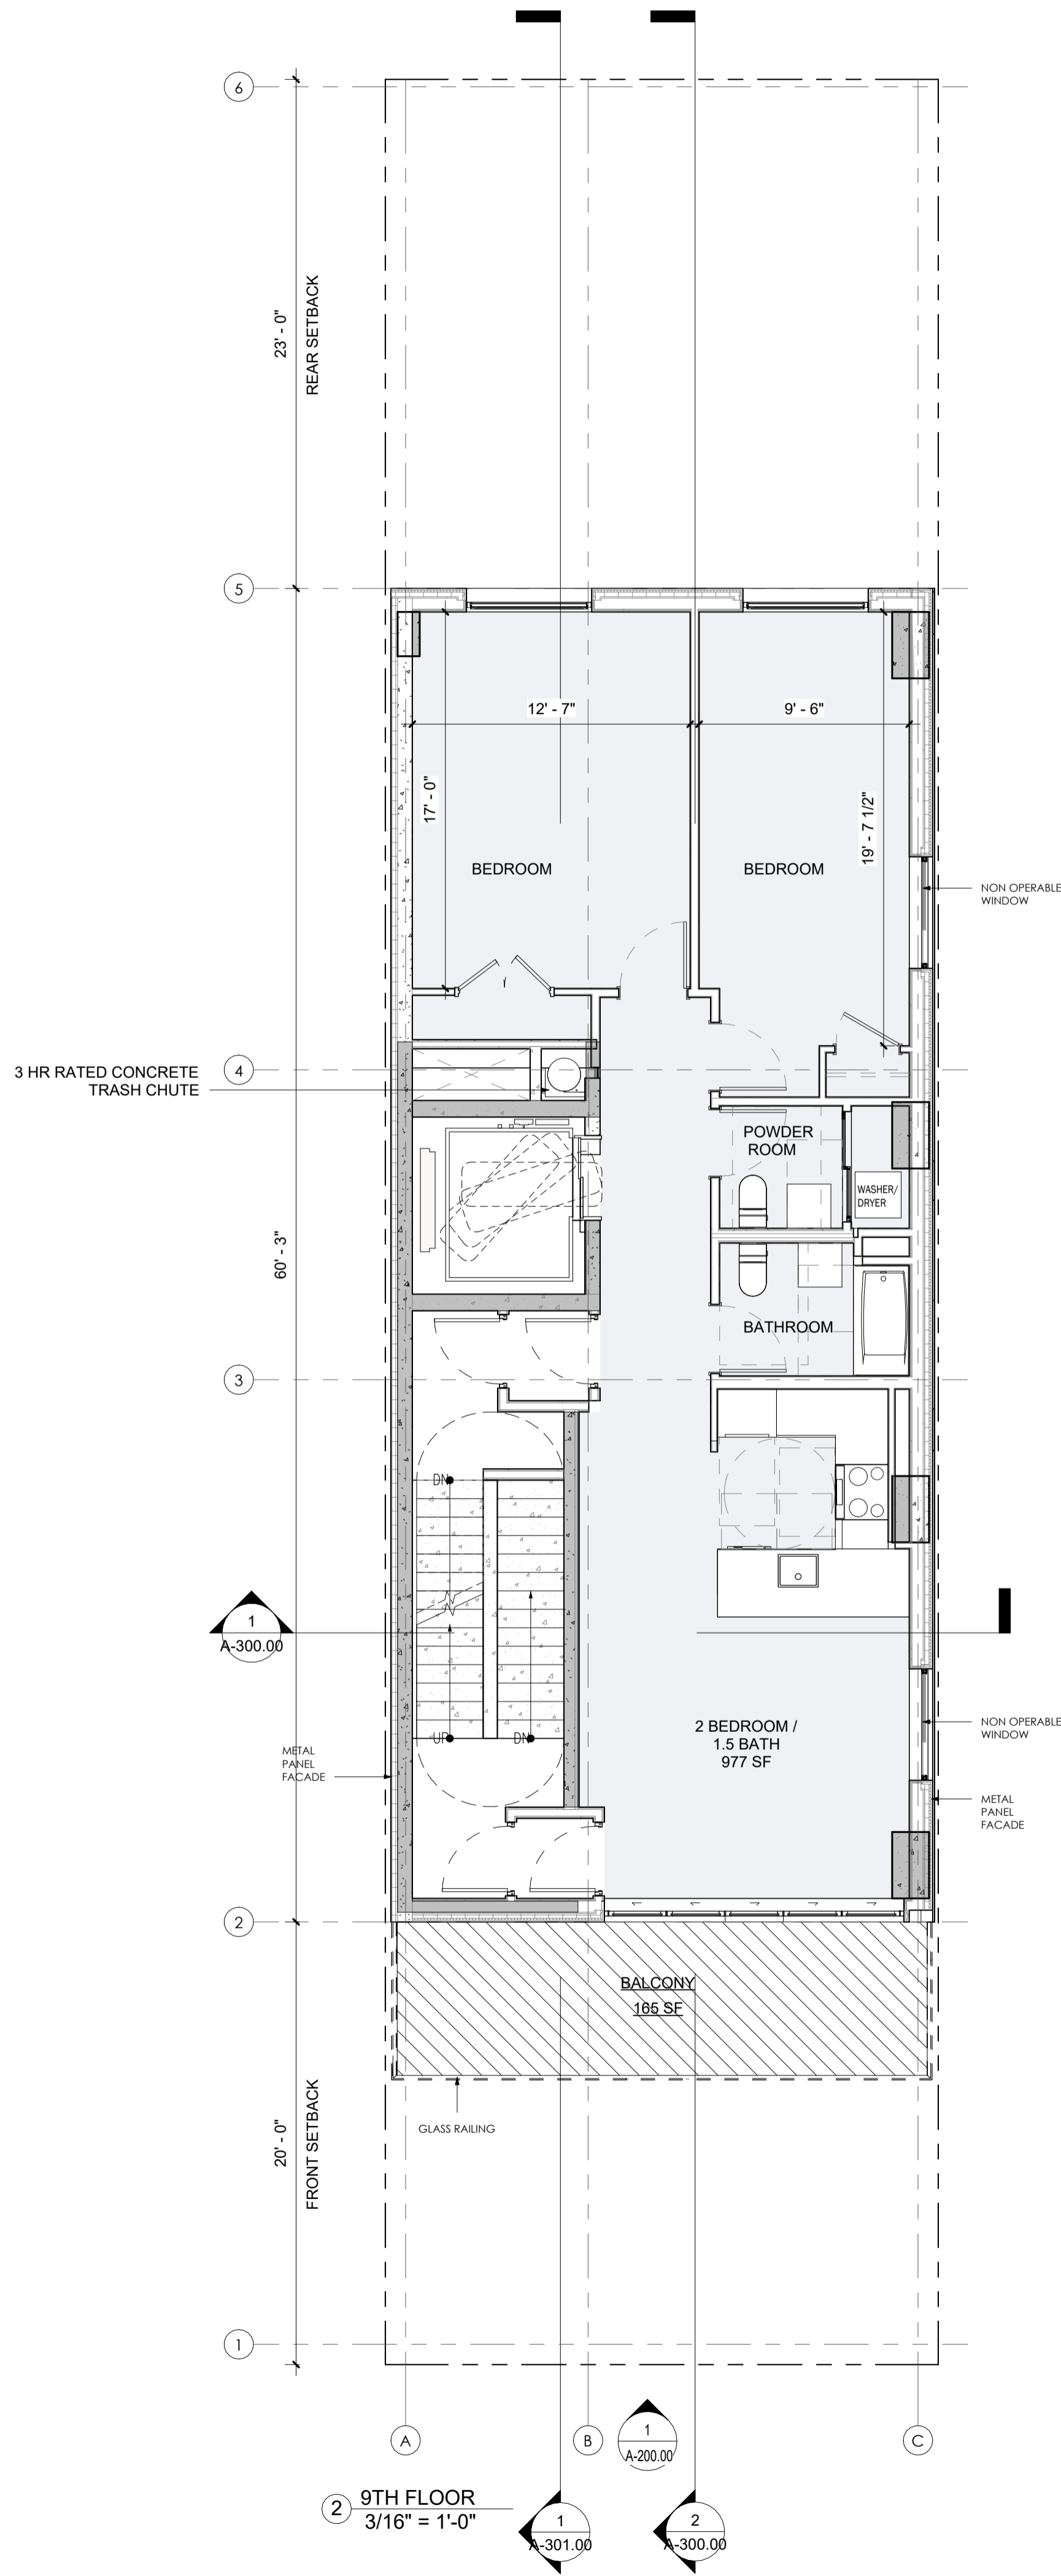 6
23' - 0"
REAR SETBACK
5
12' - 7"
9' - 6"
17' - 0"
19' - 7 1/2"
BEDROOM
BEDROOM
NON OPERABLE
WINDOW
3 HR RATED CONCRETE
TRASH CHUTE
4
POWDER
ROOM
WASHER/
DRYER
60' - 3"
BATHROOM
3
DN
1
A-300.00
UP
DN
2 BEDROOM /
1.5 BATH
977 SF
NON OPERABLE
WINDOW
METAL
PANEL
FACADE
METAL
PANEL
FACADE
2
BALCONY
165 SF
GLASS RAILING
20' - 0"
FRONT SETBACK
1
A
B
C
1
A-200.00
2
9TH FLOOR
3/16" = 1'-0"
1
A-301.00
2
A-300.00